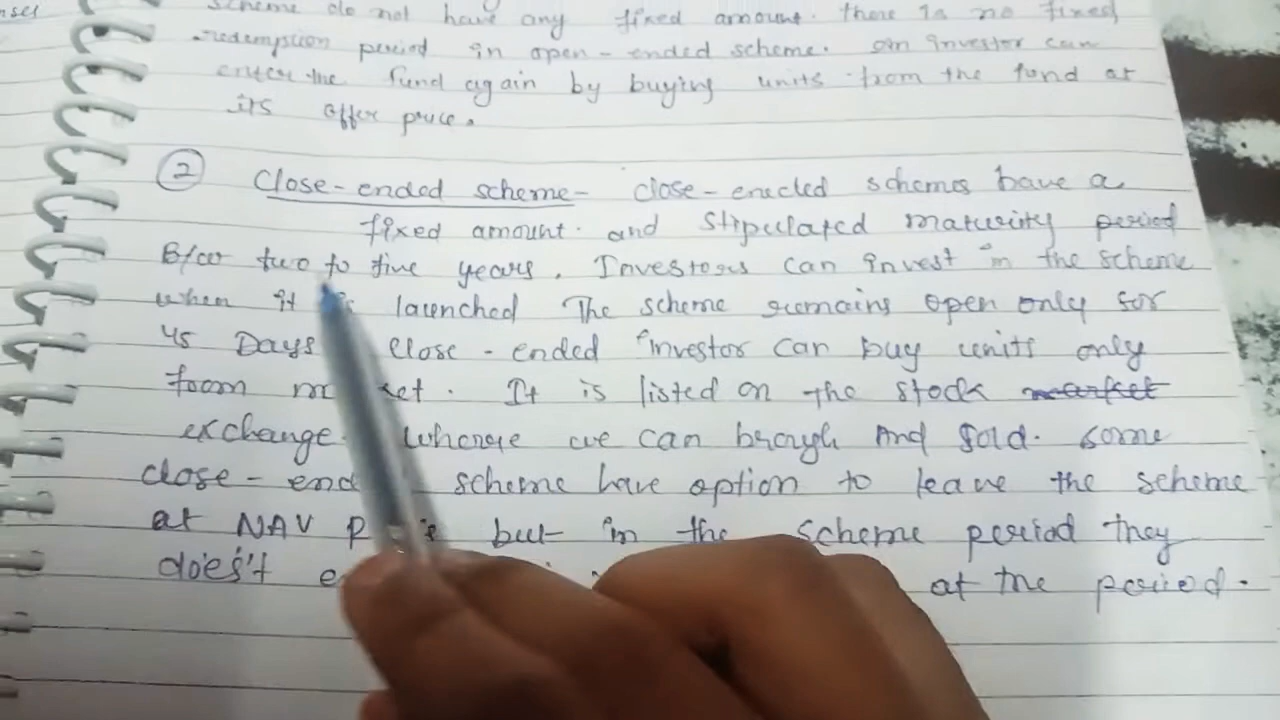 scheme do not have any fixed amount. there is no fixed
redemption period in open-ended scheme. an investor can
enter the fund again by buying units from the fund at
its offer price.
② Close-ended scheme- close-enecled schemes have a
fixed amount. and stipulated maturity period
B/w two to five years. Investors can invest in the scheme
when it launched The scheme remains open only for
45 Days close-ended investor can buy units only
from It is listed on the stock market
exchange. Wherere we can brough And Sold. some
close-end scheme have option to leave the scheme
at NAV but in the scheme period they
does't at the period.